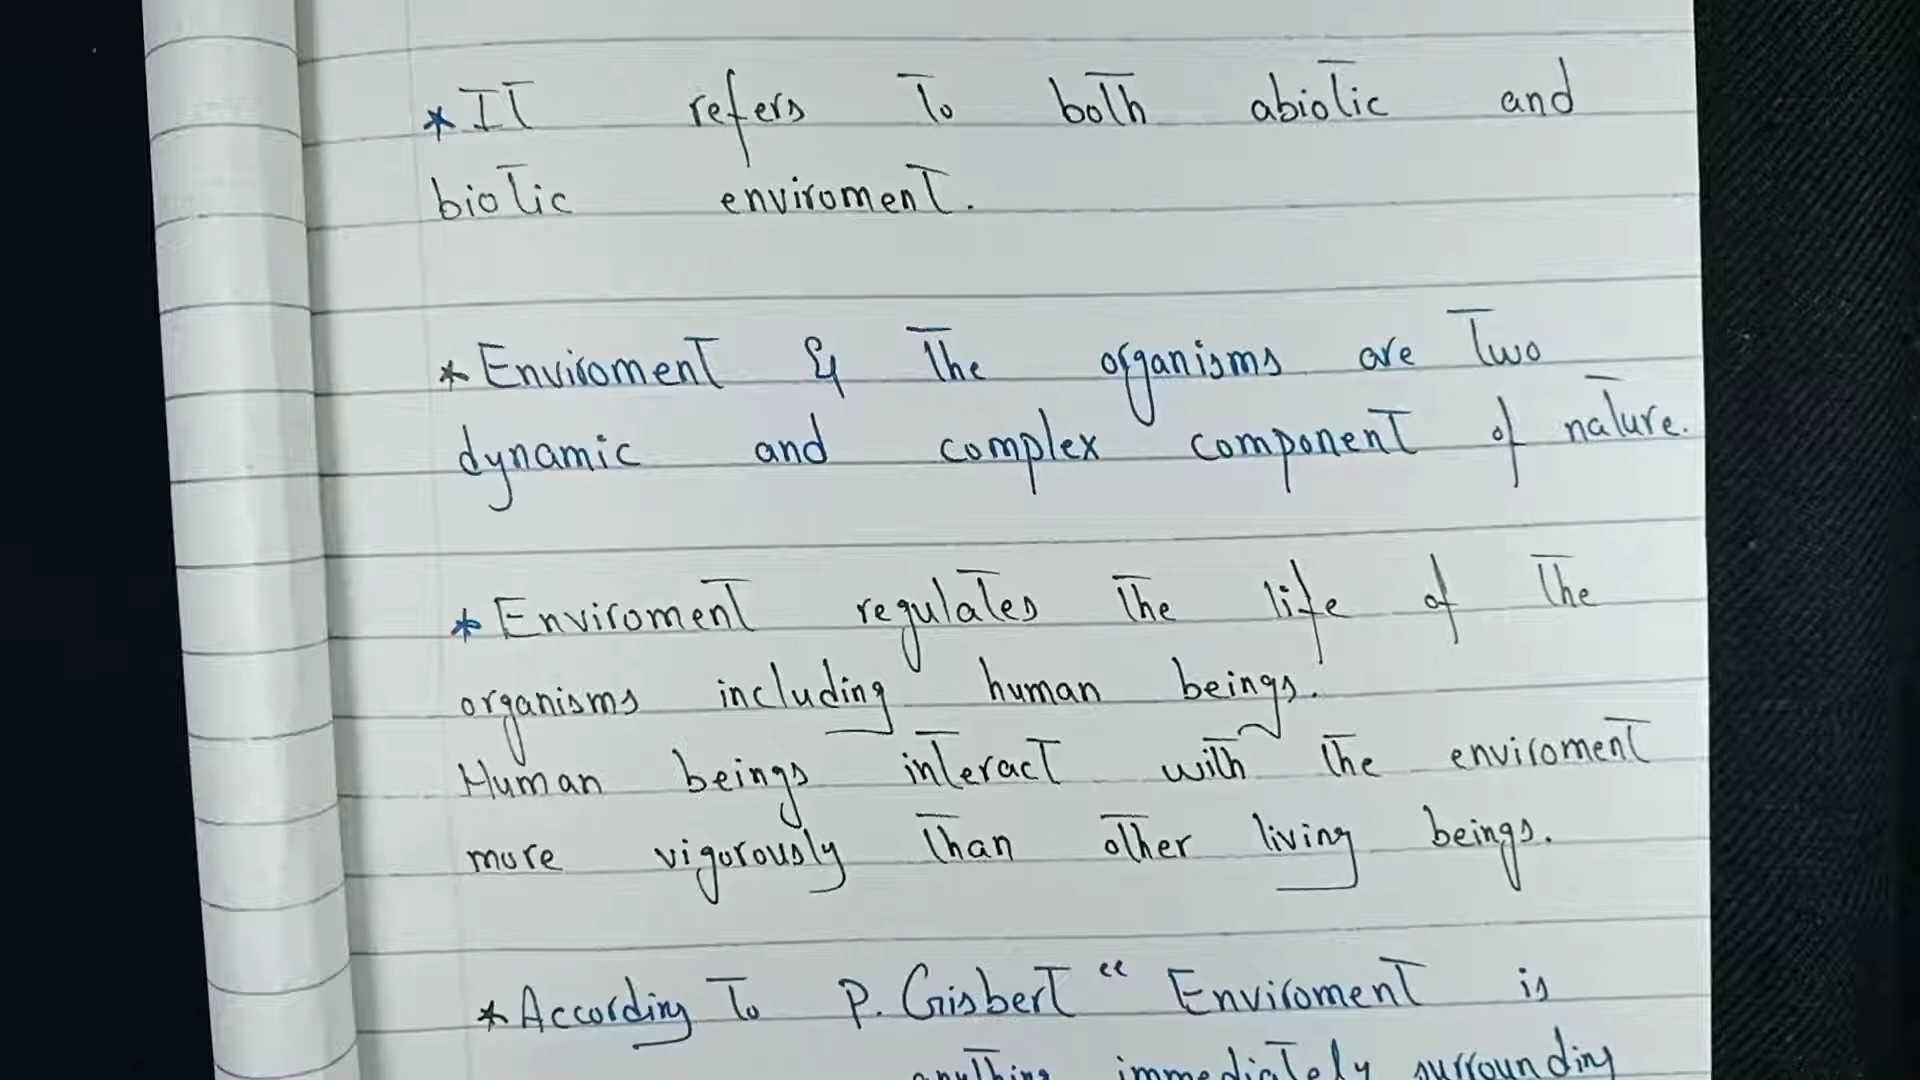 * It refers to both abiotic and
biotic enviroment.
* Enviroment & the organisms are two
dynamic and complex component of nature.
* Enviroment regulates the life of the
organisms including human beings.
Human beings interact with the enviroment
more vigorously than other living beings.
* According to P. Gisbert “ Enviroment is
anything immediately surrounding